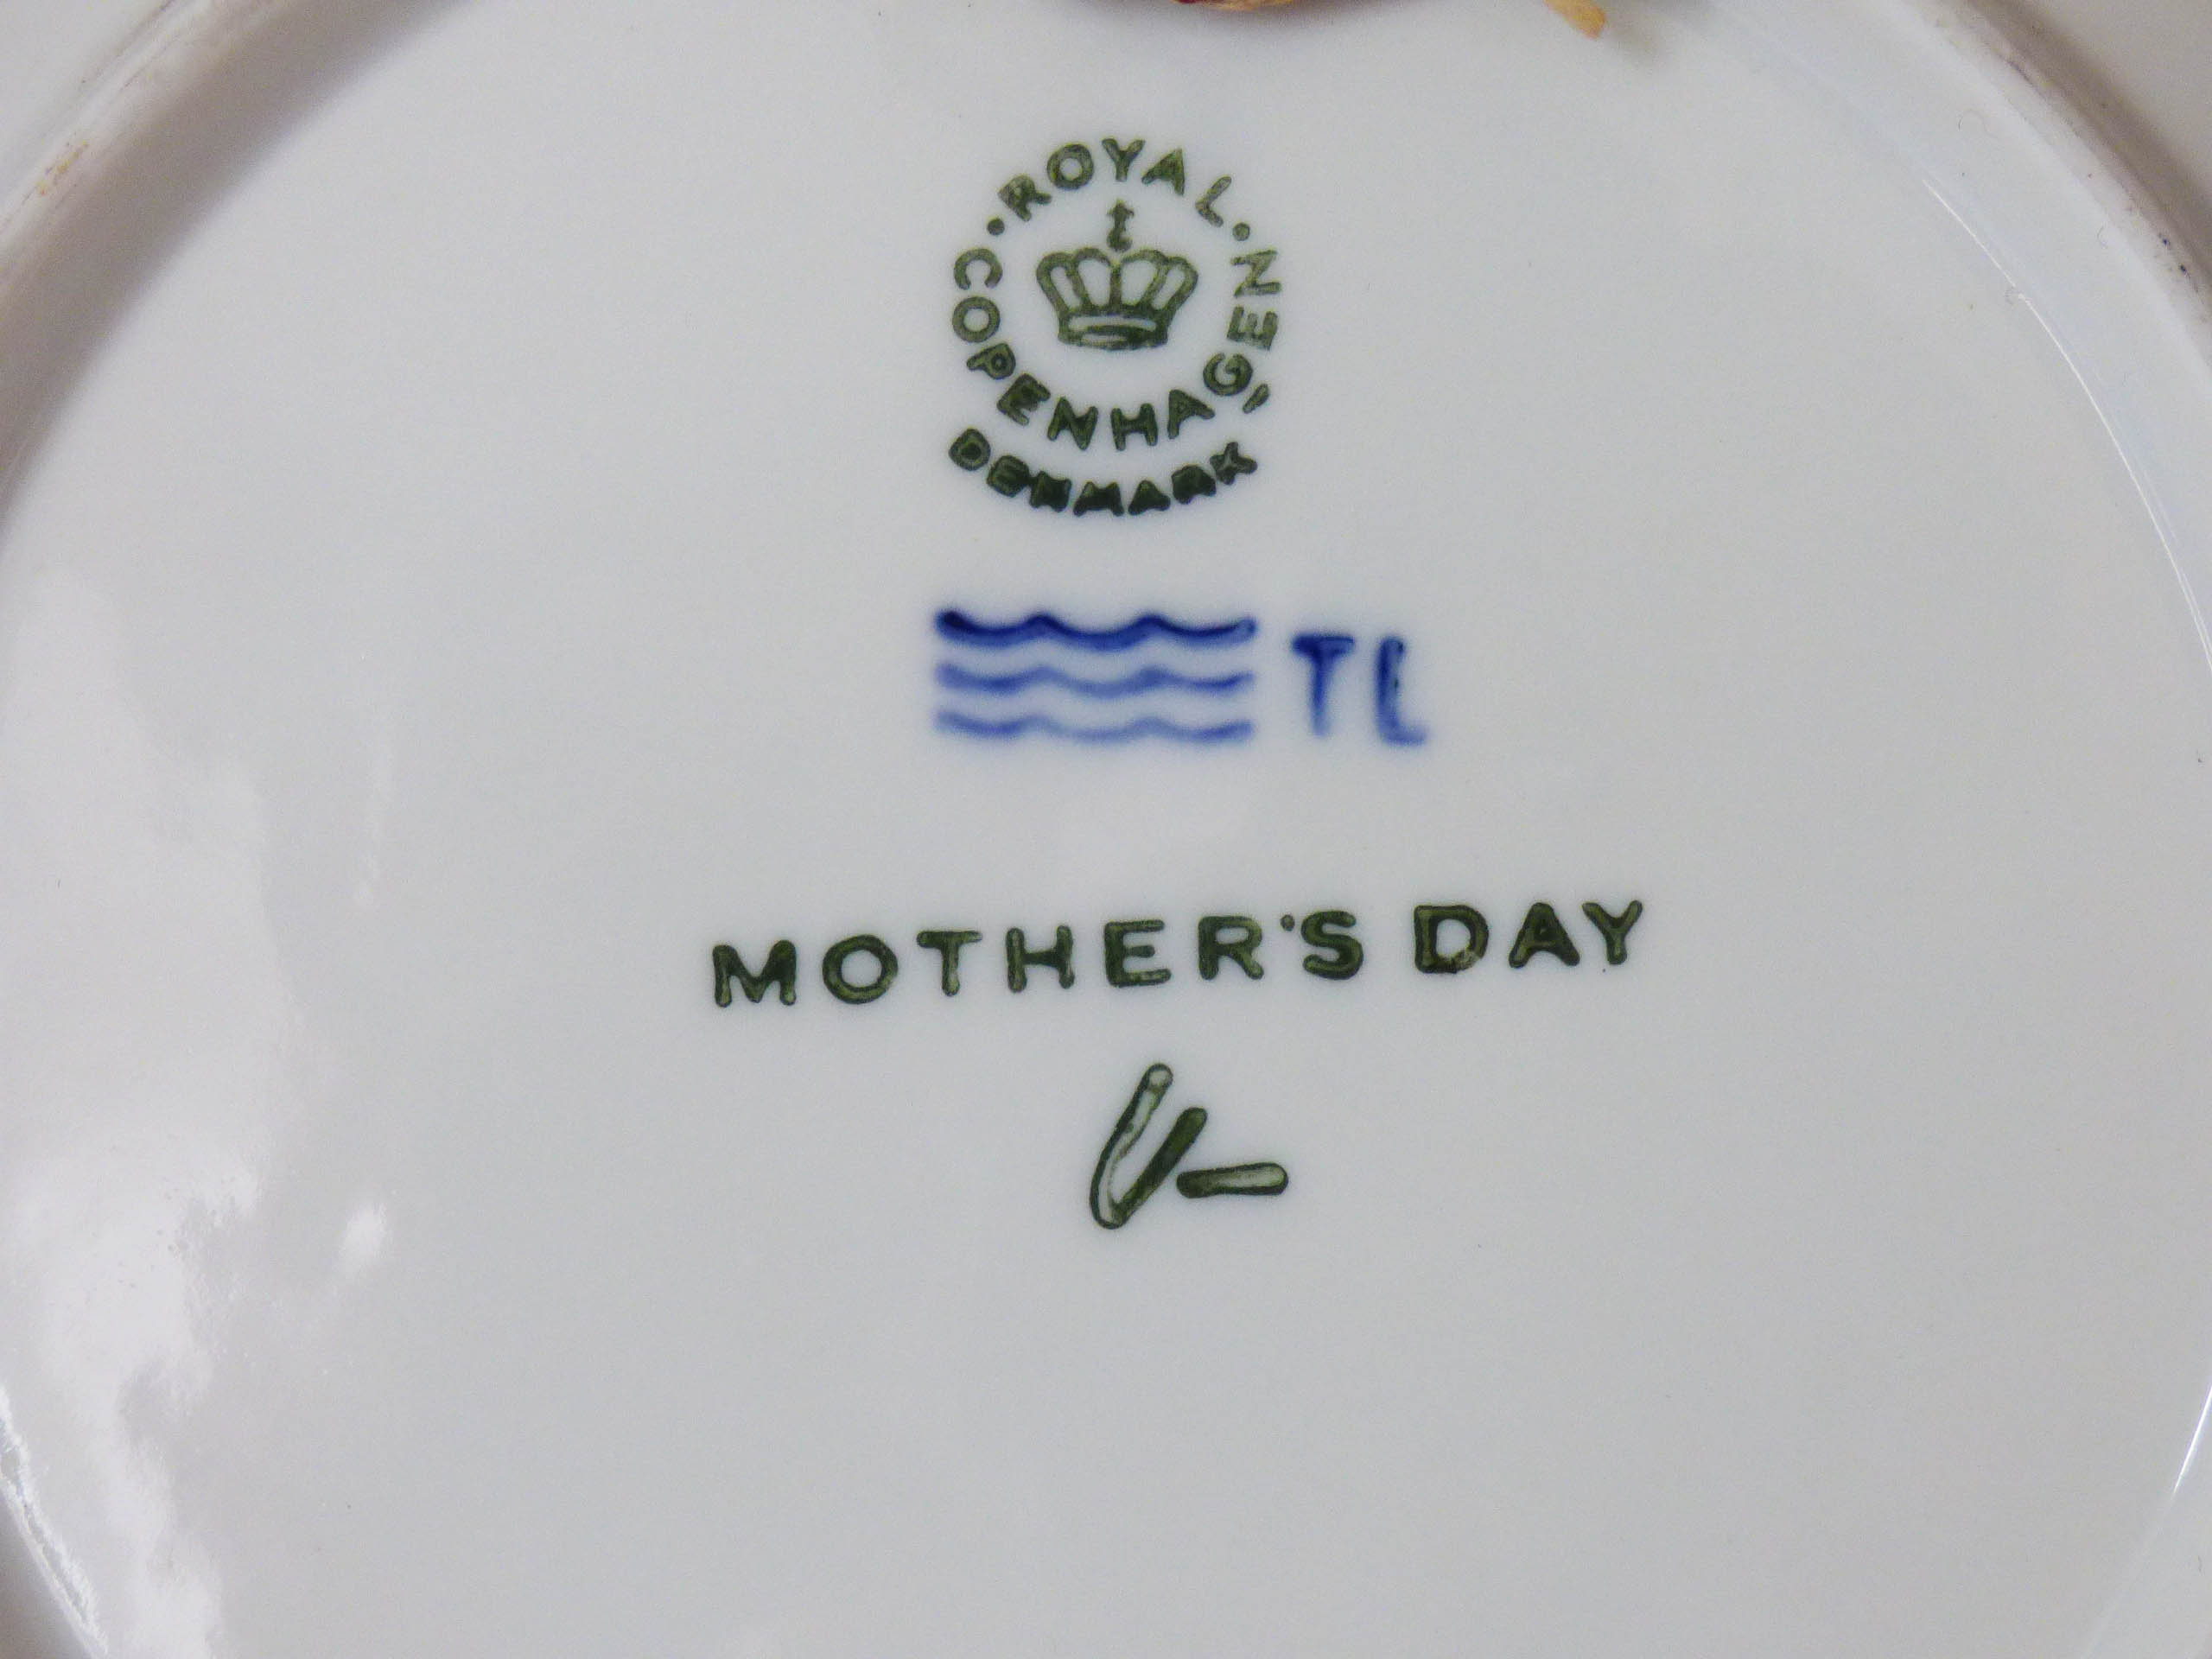 ROYAL
COPENHAGEN
DENMARK
TL
MOTHER'S DAY